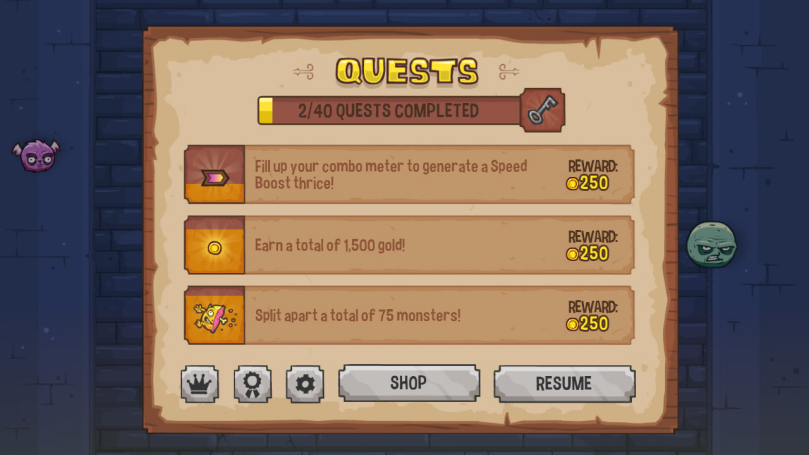 QUESTS
2/40 QUESTS COMPLETED
Fill up your combo meter to generate a Speed
Boost thrice!
REWARD:
250
Earn a total of 1,500 gold!
REWARD:
250
Split apart a total of 75 monsters!
REWARD:
250
SHOP
RESUME